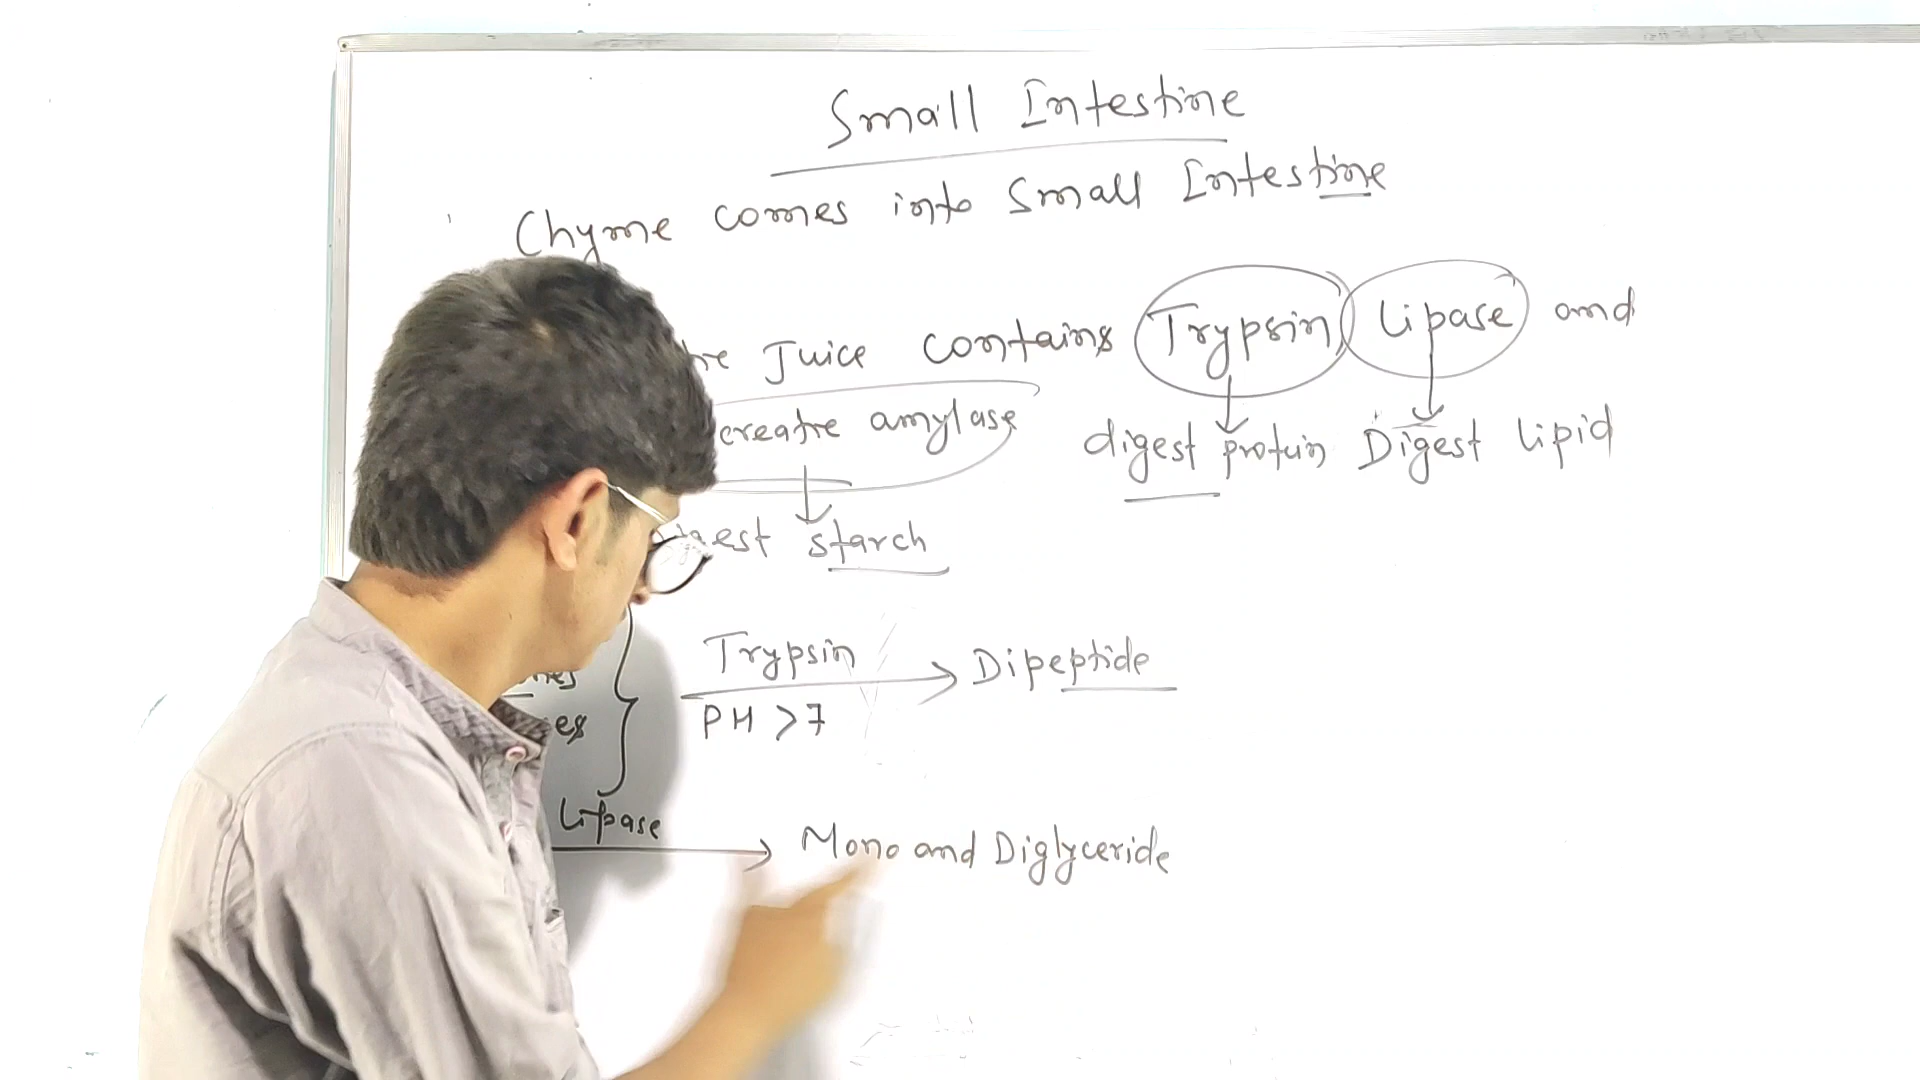 Small Intestine
Chyme comes into Small Intestine
Juice contains Trypsin Lipase and
amylase digest protein Digest lipid
starch
Trypsin Dipeptide
PH >7
Lipase
Mono and Diglyceride